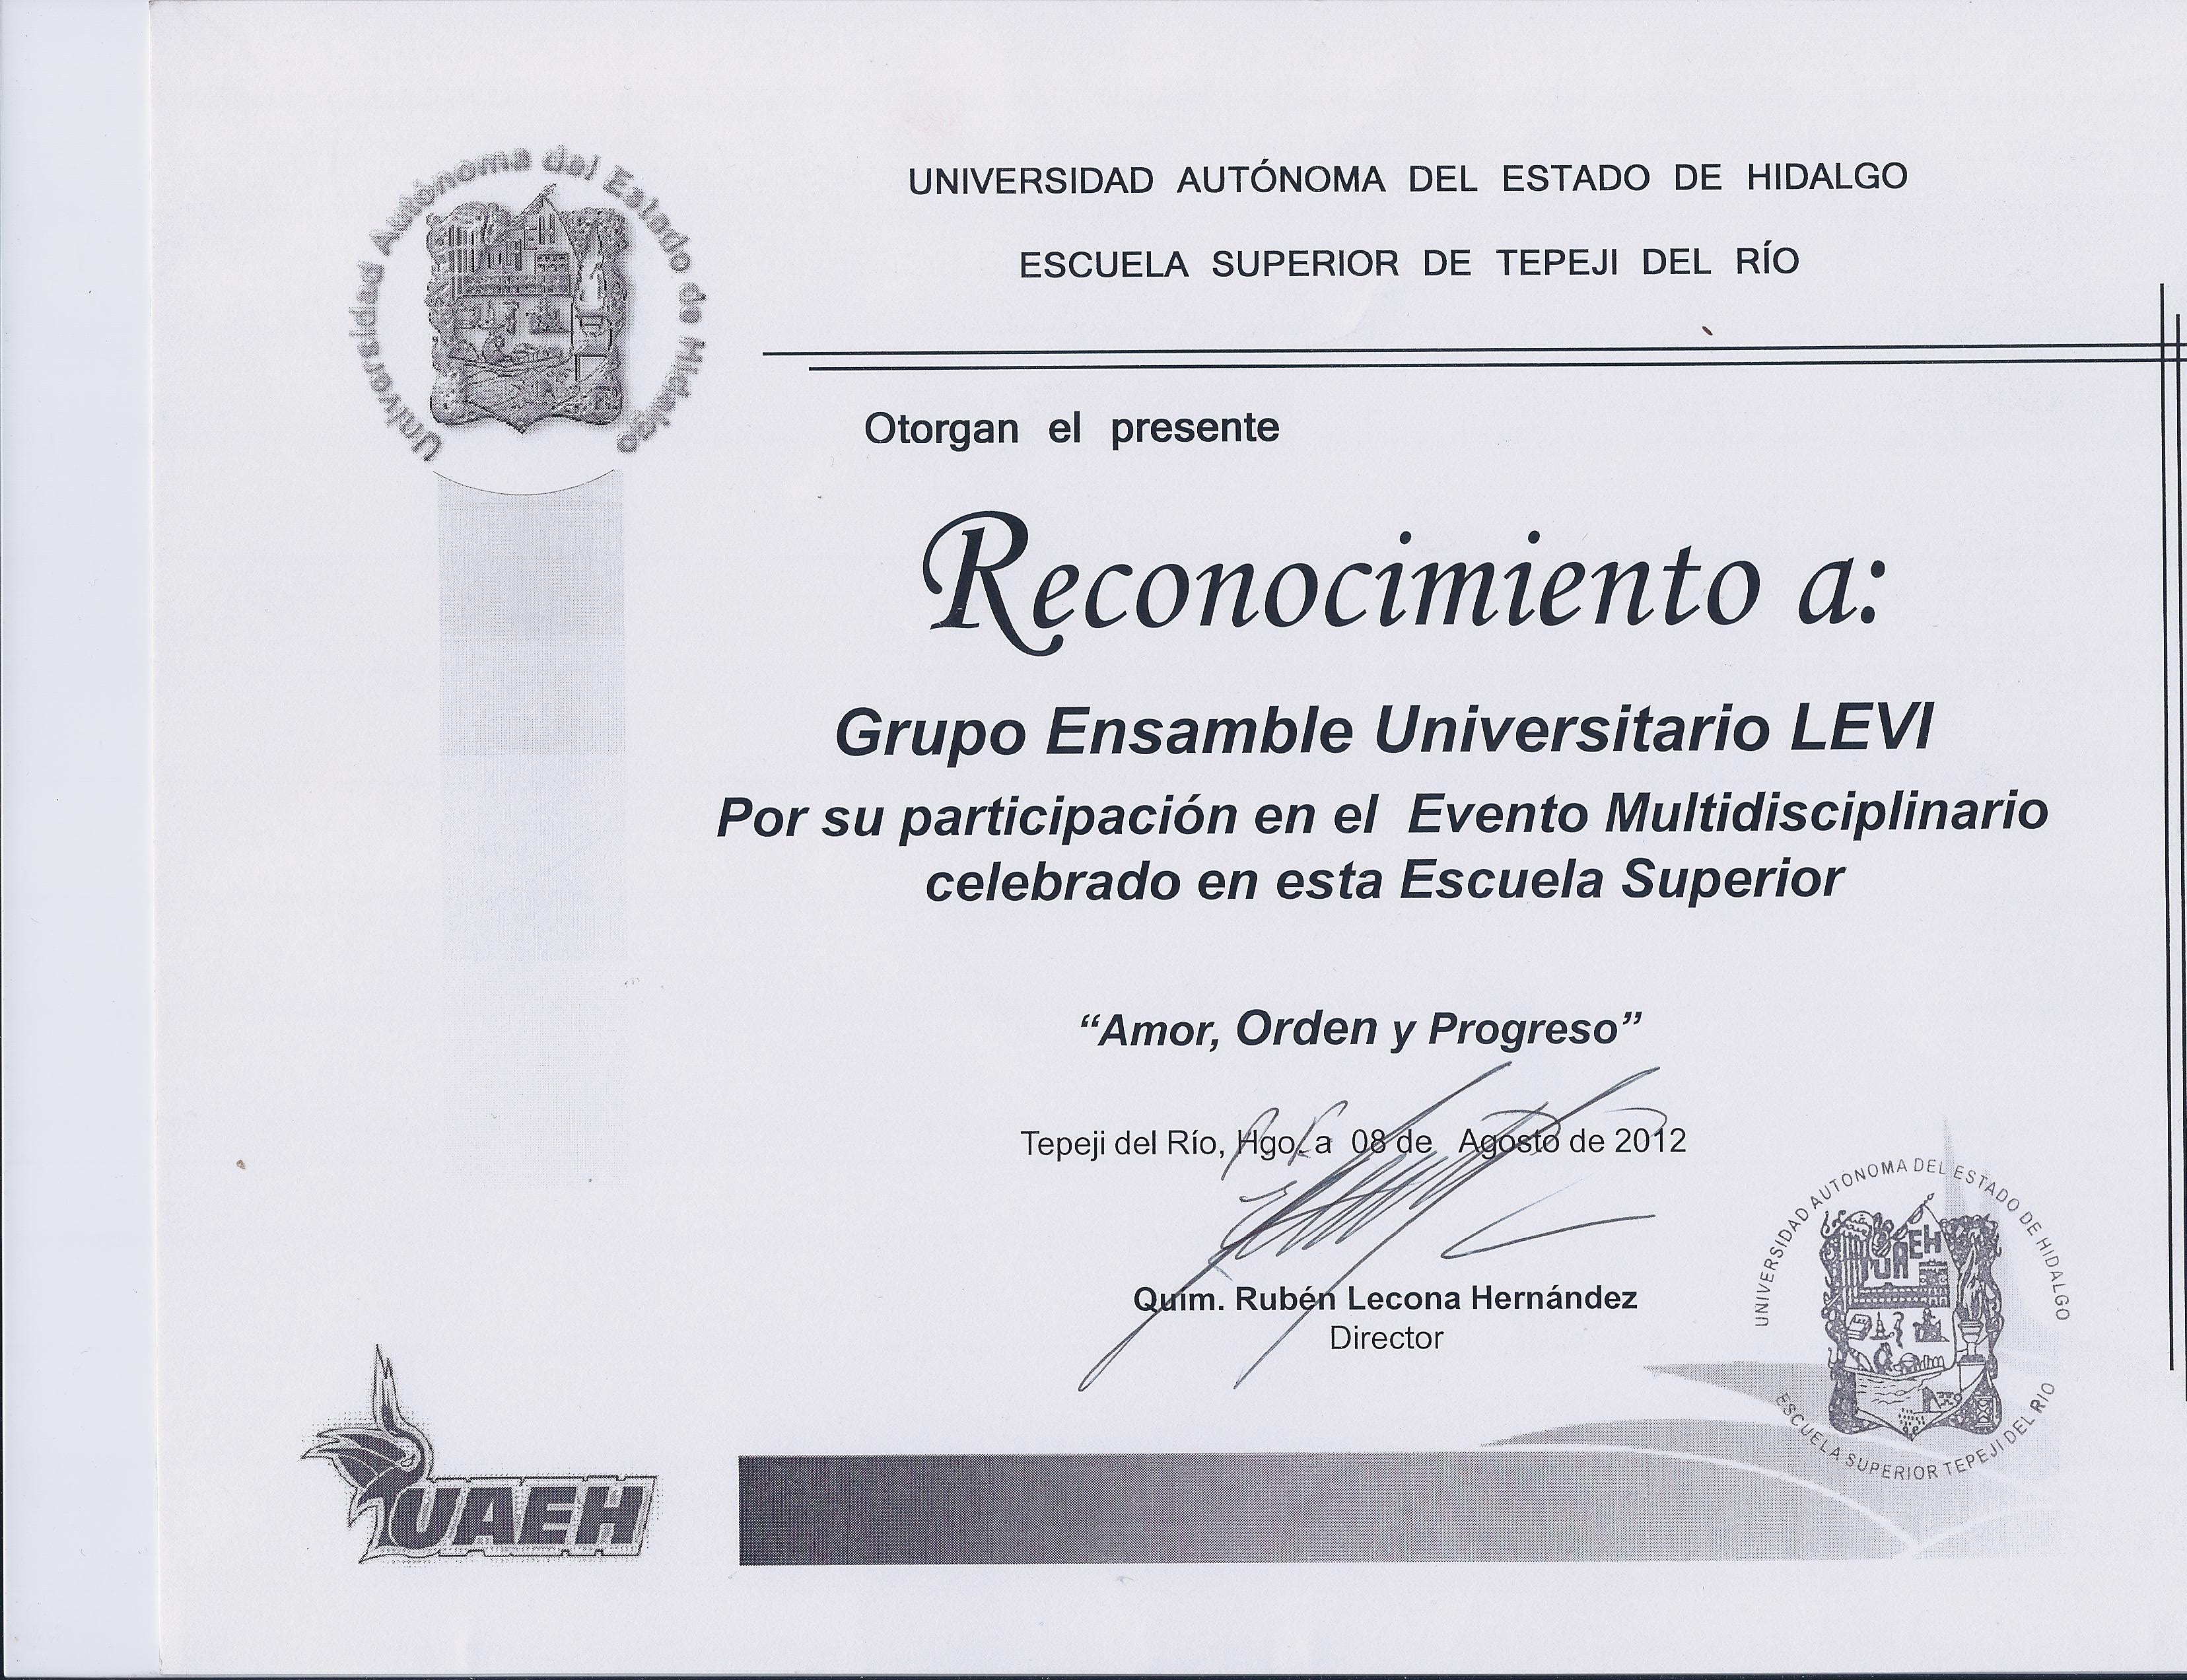 Universidad Autónoma del Estado de Hidalgo
UNIVERSIDAD AUTÓNOMA DEL ESTADO DE HIDALGO
ESCUELA SUPERIOR DE TEPEJI DEL RÍO
Otorgan el presente
Reconocimiento a:
Grupo Ensamble Universitario LEVI
Por su participación en el Evento Multidisciplinario
celebrado en esta Escuela Superior
“Amor, Orden y Progreso”
Tepeji del Río, Hgo. a 08 de Agosto de 2012
Quim. Rubén Lecona Hernández
Director
UNIVERSIDAD AUTONOMA DEL ESTADO DE HIDALGO
UAEH
ESCUELA SUPERIOR TEPEJI DEL RIO
UAEH